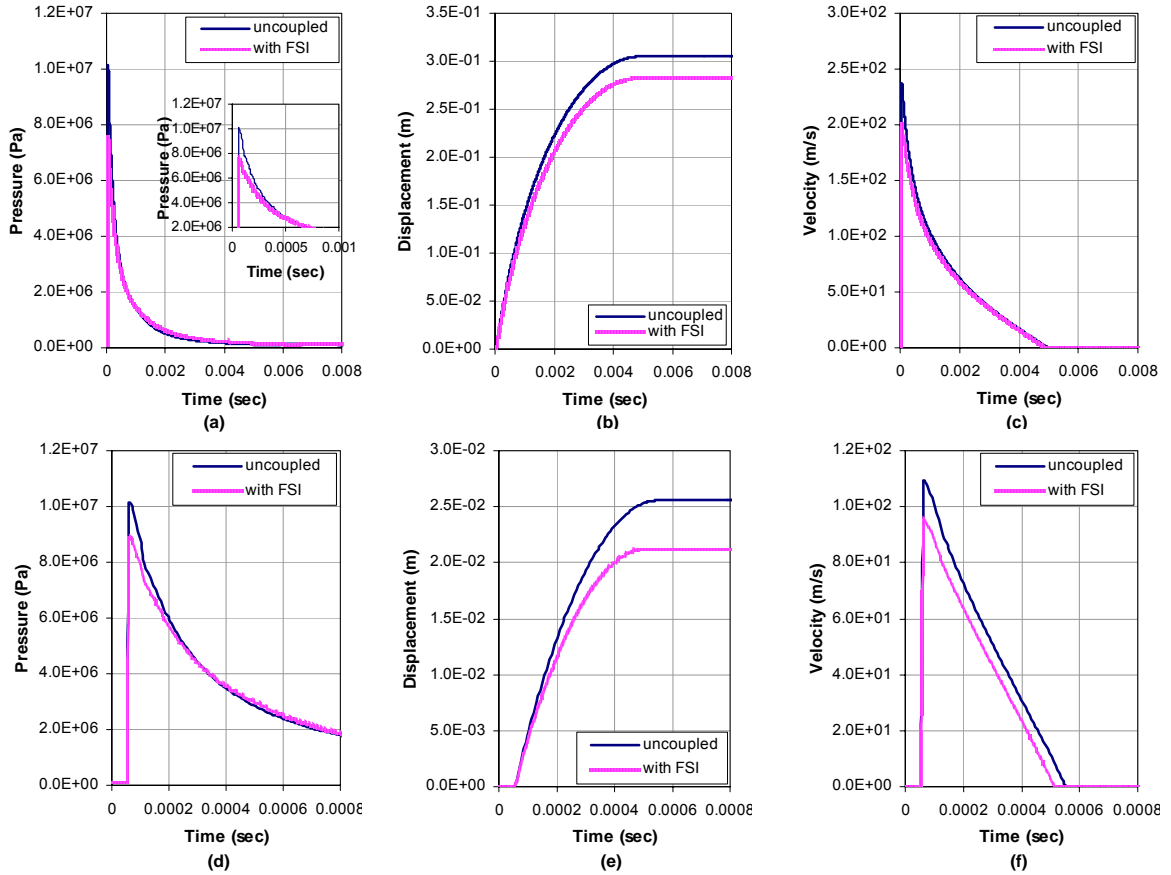 1.2E+07
1.0E+07
8.0E+06
6.0E+06
4.0E+06
2.0E+06
0.0E+00
Pressure (Pa)
uncoupled
with FSI
1.2E+07
1.0E+07
8.0E+06
6.0E+06
4.0E+06
2.0E+06
Pressure (Pa)
0 0.0005 0.001
Time (sec)
0 0.002 0.004 0.006 0.008
Time (sec)
(a)
3.5E-01
3.0E-01
2.5E-01
2.0E-01
1.5E-01
1.0E-01
5.0E-02
0.0E+00
Displacement (m)
uncoupled
with FSI
0 0.002 0.004 0.006 0.008
Time (sec)
(b)
3.0E+02
2.5E+02
2.0E+02
1.5E+02
1.0E+02
5.0E+01
0.0E+00
Velocity (m/s)
uncoupled
with FSI
0 0.002 0.004 0.006 0.008
Time (sec)
(c)
1.2E+07
1.0E+07
8.0E+06
6.0E+06
4.0E+06
2.0E+06
0.0E+00
Pressure (Pa)
uncoupled
with FSI
0 0.0002 0.0004 0.0006 0.0008
Time (sec)
(d)
3.0E-02
2.5E-02
2.0E-02
1.5E-02
1.0E-02
5.0E-03
0.0E+00
Displacement (m)
uncoupled
with FSI
0 0.0002 0.0004 0.0006 0.0008
Time (sec)
(e)
1.2E+02
1.0E+02
8.0E+01
6.0E+01
4.0E+01
2.0E+01
0.0E+00
Velocity (m/s)
uncoupled
with FSI
0 0.0002 0.0004 0.0006 0.0008
Time (sec)
(f)